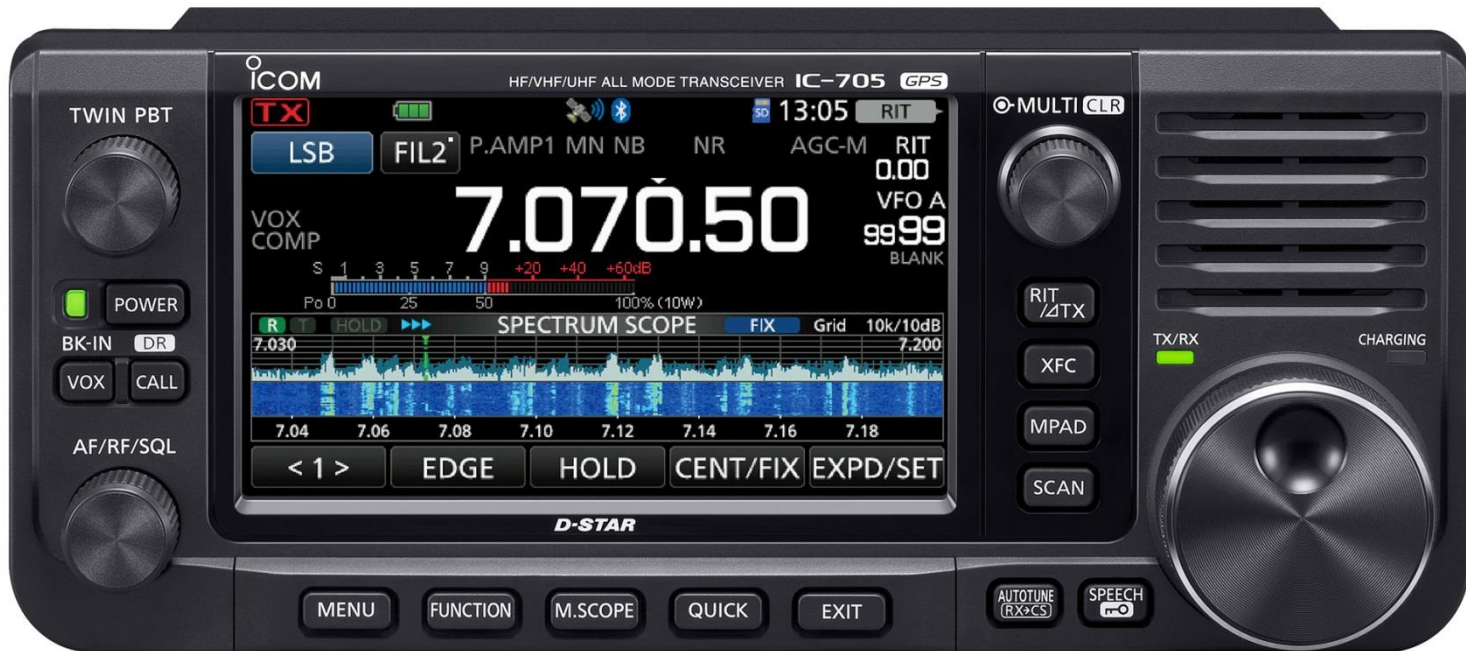 ICOM
HF/VHF/UHF ALL MODE TRANSCEIVER IC-705 GPS
TWIN PBT
POWER
BK-IN DR
VOX CALL
AF/RF/SQL
TX 13:05 RIT
SD
LSB FIL2 P.AMP1 MN NB NR AGC-M RIT
0.00
7.070.50
VFO A
VOX
COMP
99 99
BLANK
S 1 3 5 7 9 +20 +40 +60dB
Po 0 25 50 100% (10W)
R T HOLD SPECTRUM SCOPE FIX Grid 10k/10dB
7.030 7.200
7.04 7.06 7.08 7.10 7.12 7.14 7.16 7.18
< 1 > EDGE HOLD CENT/FIX EXPD/SET
D-STAR
MENU FUNCTION M.SCOPE QUICK EXIT
MULTI CLR
RIT
/⊿TX
XFC
MPAD
SCAN
TX/RX CHARGING
AUTOTUNE
RX→CS
SPEECH